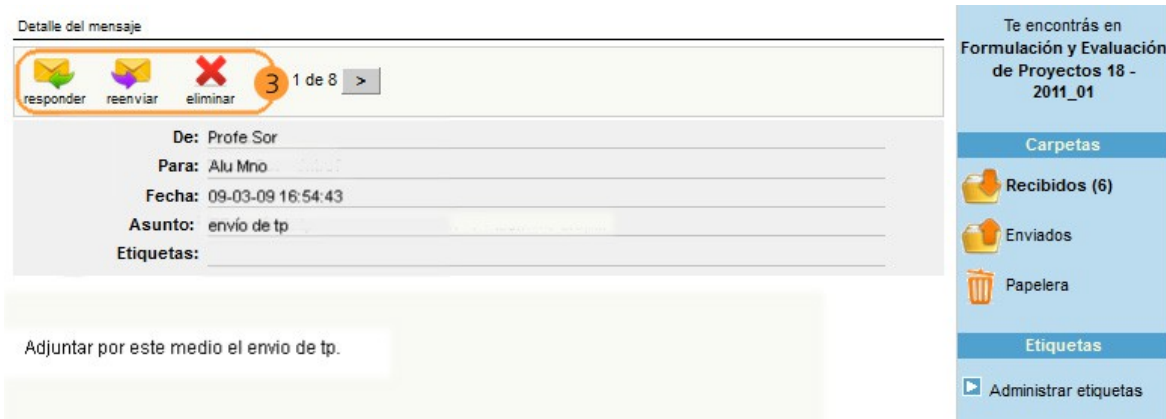 Detalle del mensaje
responder reenviar eliminar 3 1 de 8 >
De: Profe Sor
Para: Alu Mno
Fecha: 09-03-09 16:54:43
Asunto: envío de tp
Etiquetas:
Adjuntar por este medio el envio de tp.
Te encontrás en
Formulación y Evaluación
de Proyectos 18 -
2011_01
Carpetas
Recibidos (6)
Enviados
Papelera
Etiquetas
Administrar etiquetas